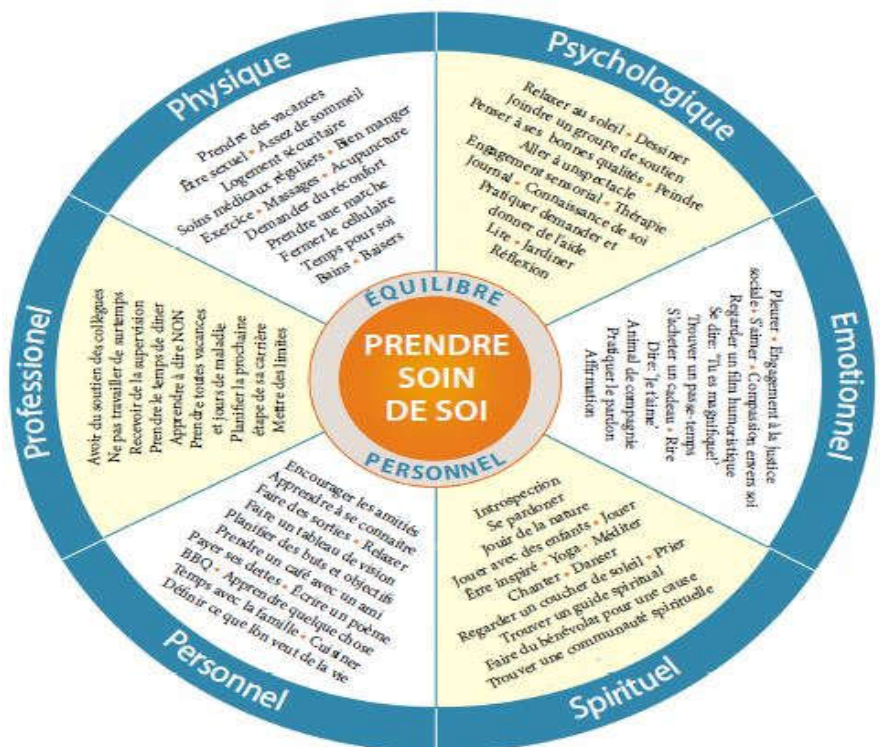 Physique
Prendre des vacances
Être sexuel • Assez de sommeil
Logement sécuritaire
Soins médicaux réguliers • Bien manger
Exercice • Massages • Acupuncture
Demander du réconfort
Prendre une marche
Fermer le cellulaire
Temps pour soi
Bains • Baisers
Psychologique
Relaxer au soleil • Dessiner
Joindre un groupe de soutien
Penser à ses bonnes qualités • Peindre
Aller à un spectacle
Engagement sensorial • Thérapie
Journal • Connaissance de soi
Pratiquer demander et
donner de l'aide
Lire • Jardiner
Réflexion
Emotionnel
Pleurer • Engagement à la justice
sociale • S'aimer • Compassion envers soi
Regarder un film humoristique
Se dire: "Tu es magnifique!"
Trouver un passe-temps
S'acheter un cadeau • Rire
Dire: 'Je t'aime'
Animal de compagnie
Pratiquer le pardon
Affirmation
Spirituel
Introspection
Se pardoner
Jouir de la nature
Jouer avec des enfants • Jouer
Être inspiré • Yoga • Méditer
Chanter • Danser
Regarder un coucher de soleil • Prier
Trouver un guide spiritual
Faire du bénévolat pour une cause
Trouver une communauté spirituelle
Personnel
Encourager les amitiés
Apprendre à se connaître
Faire des sorties • Relaxer
Faite un tableau de vision
Planifier des buts et objectifs
Prendre un café avec un ami
Payer ses dettes • Écrire un poème
BBQ • Apprendre quelque chose
Temps avec la famille • Cuisiner
Définir ce que lón veut de la vie
Professionel
Avoir du soutien des collègues
Ne pas travailler de surtemps
Recevoir de la supervision
Prendre le temps de dîner
Apprendre à dire NON
Prendre toutes vacances
et jours de maladie
Planifier la prochaine
étape de sa carrière
Mettre des limites
ÉQUILIBRE
PRENDRE
SOIN
DE SOI
PERSONNEL